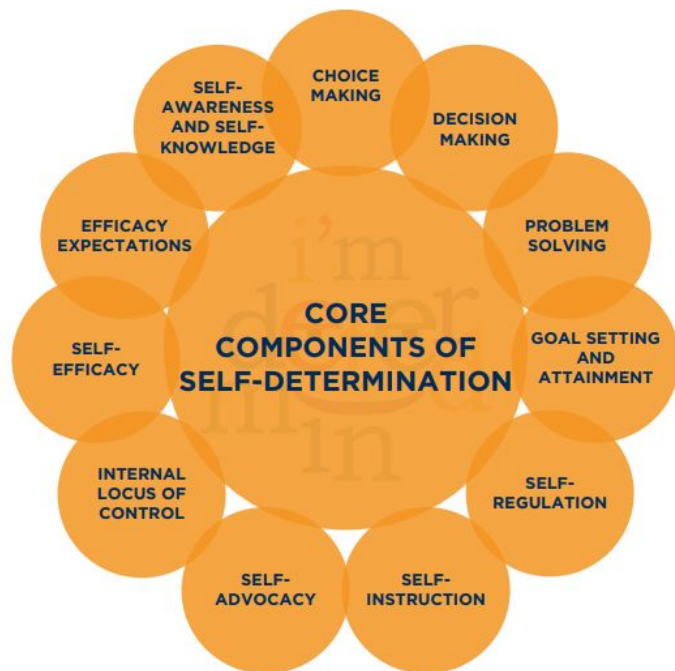 CORE
COMPONENTS OF
SELF-DETERMINATION
CHOICE
MAKING
DECISION
MAKING
PROBLEM
SOLVING
GOAL SETTING
AND
ATTAINMENT
SELF-
REGULATION
SELF-
INSTRUCTION
SELF-
ADVOCACY
INTERNAL
LOCUS OF
CONTROL
SELF-
EFFICACY
EFFICACY
EXPECTATIONS
SELF-
AWARENESS
AND SELF-
KNOWLEDGE
i'm
determined